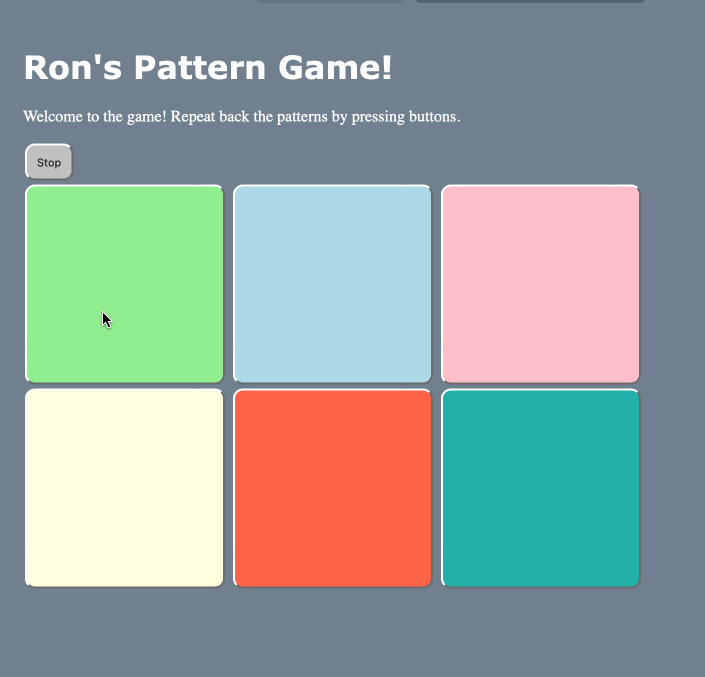 Ron's Pattern Game!
Welcome to the game! Repeat back the patterns by pressing buttons.
Stop